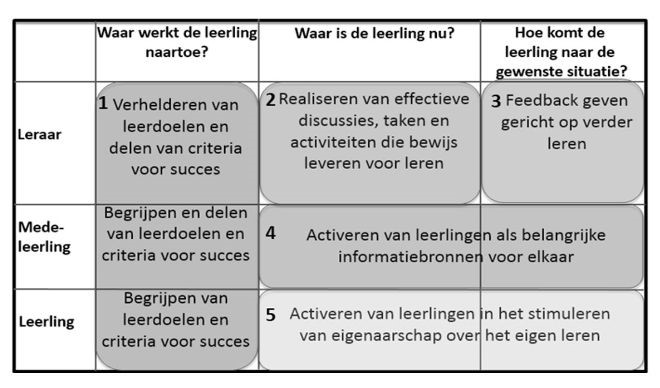 Waar werkt de leerling
naartoe?
Waar is de leerling nu?
Hoe komt de
leerling naar de
gewenste situatie?
Leraar
1 Verhelderen van
leerdoelen en
delen van criteria
voor succes
2 Realiseren van effectieve
discussies, taken en
activiteiten die bewijs
leveren voor leren
3 Feedback geven
gericht op verder
leren
Mede-
leerling
Begrijpen en delen
van leerdoelen en
criteria voor succes
4 Activeren van leerlingen als belangrijke
informatiebronnen voor elkaar
Leerling
Begrijpen van
leerdoelen en
criteria voor succes
5 Activeren van leerlingen in het stimuleren
van eigenaarschap over het eigen leren